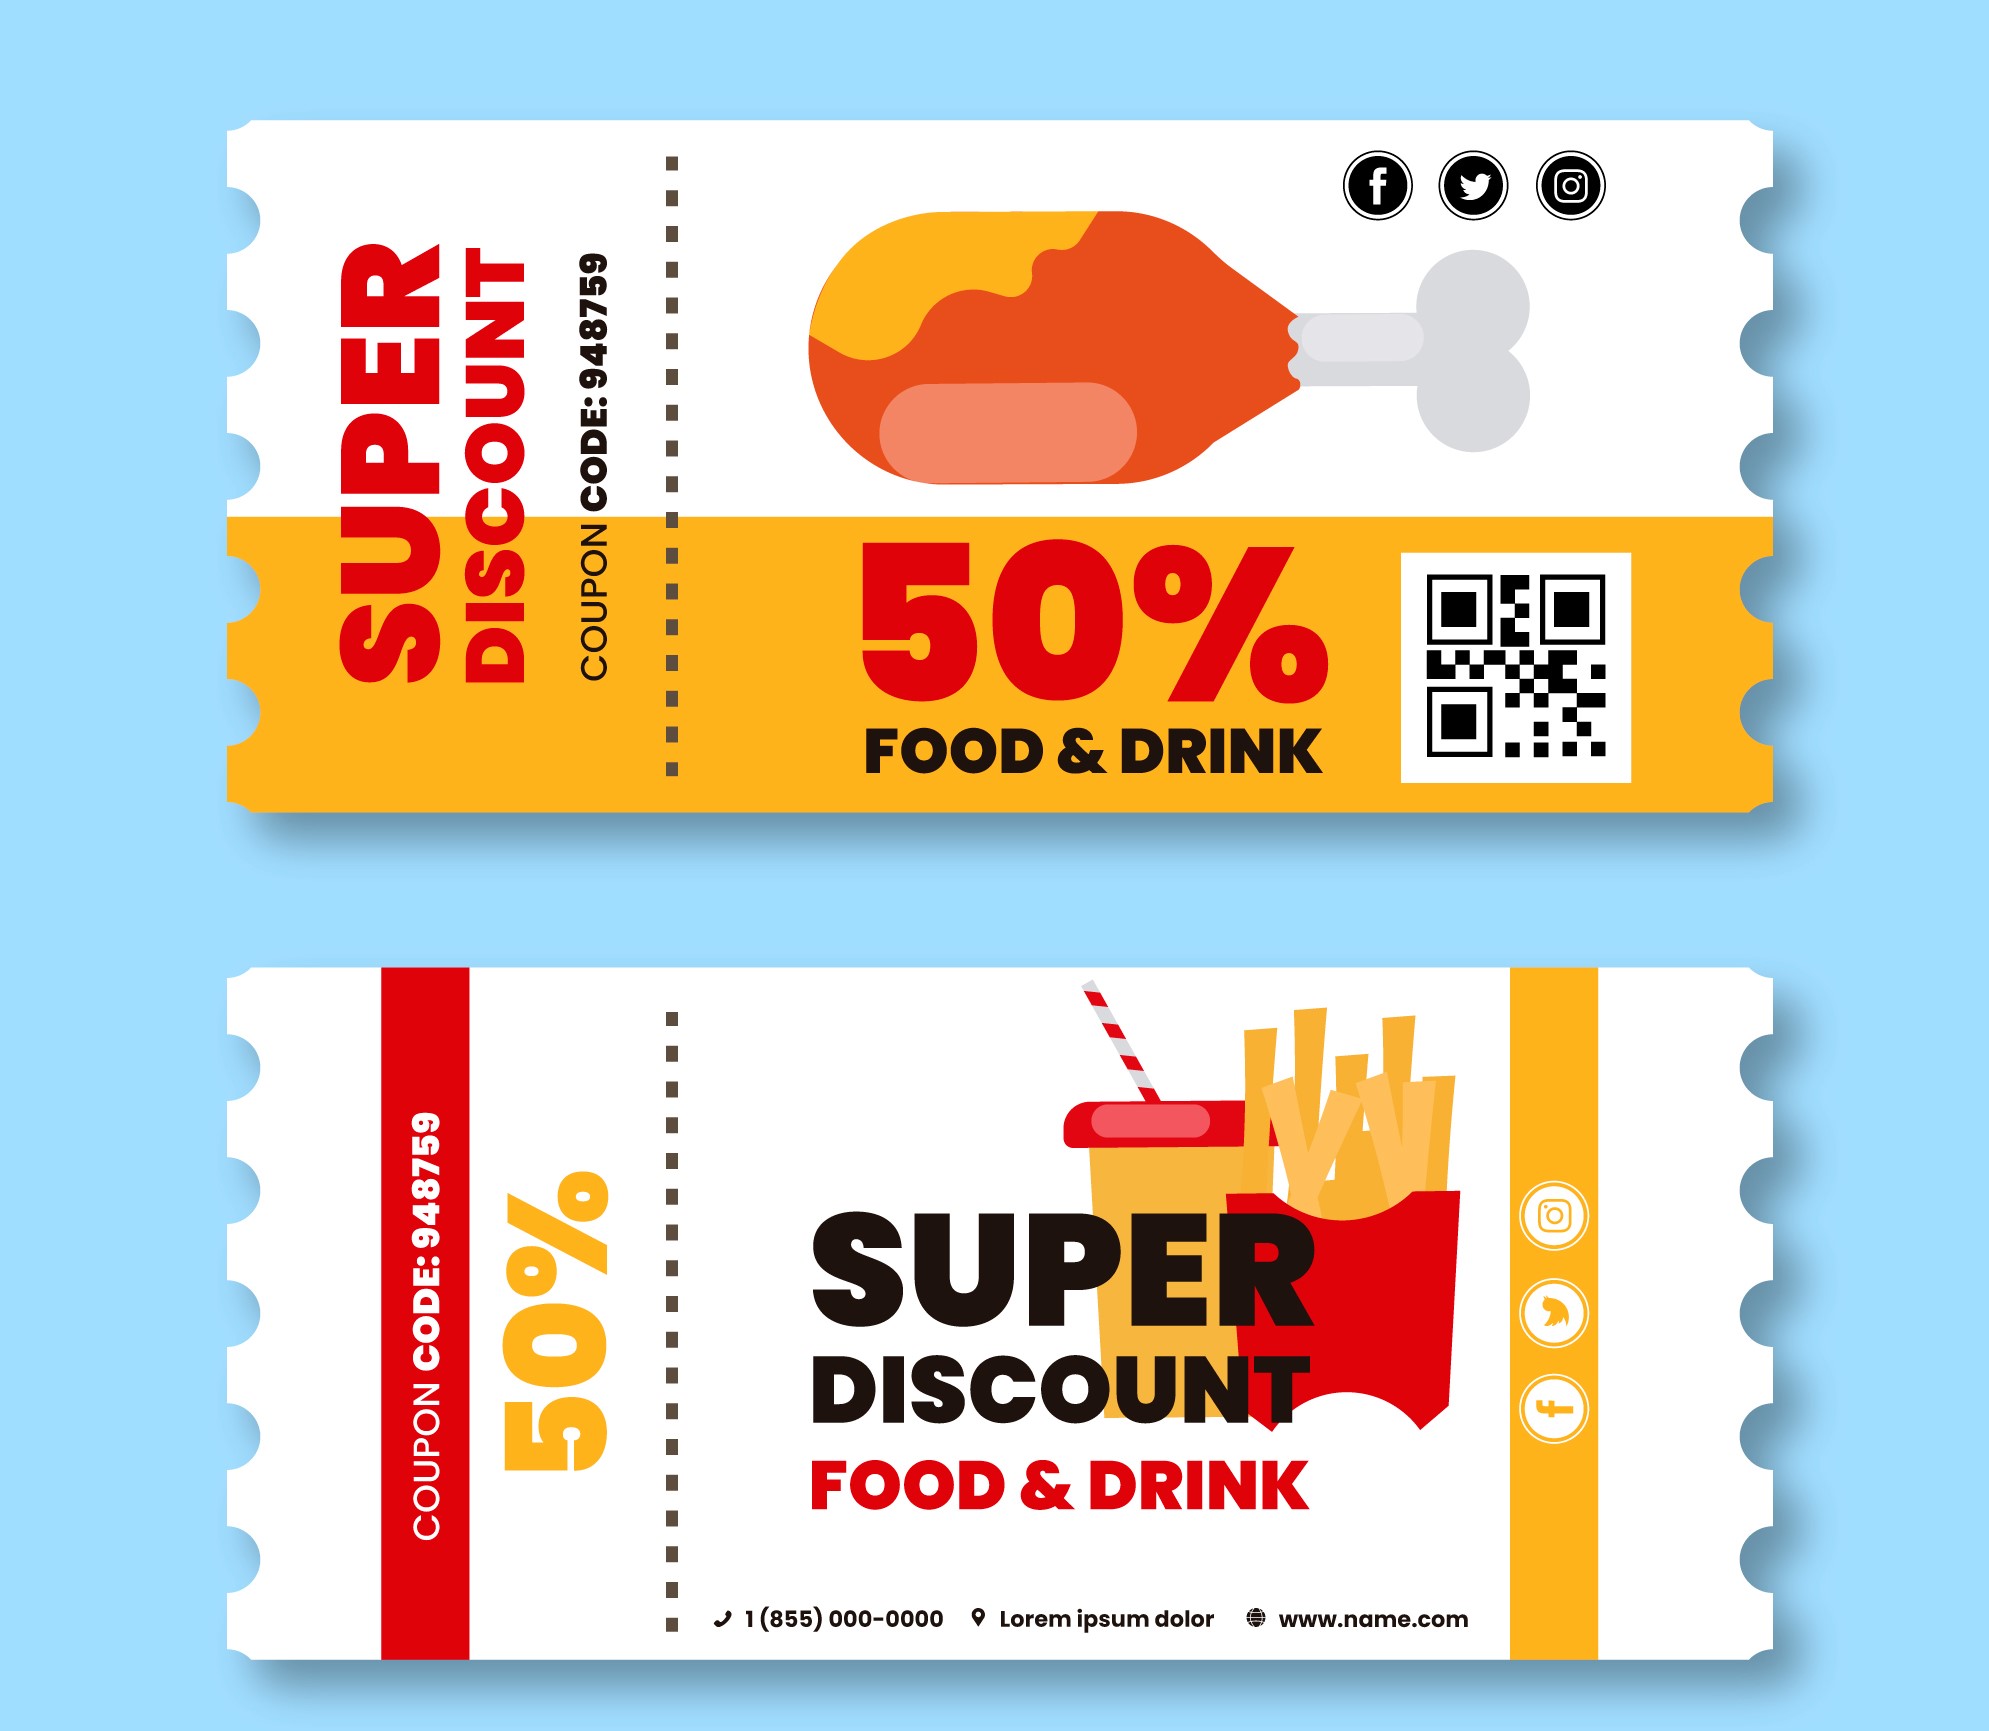 SUPER
DISCOUNT
COUPON CODE: 948759
50%
FOOD & DRINK
COUPON CODE: 948759
50%
SUPER
DISCOUNT
FOOD & DRINK
1 (855) 000-0000 Lorem ipsum dolor www.name.com